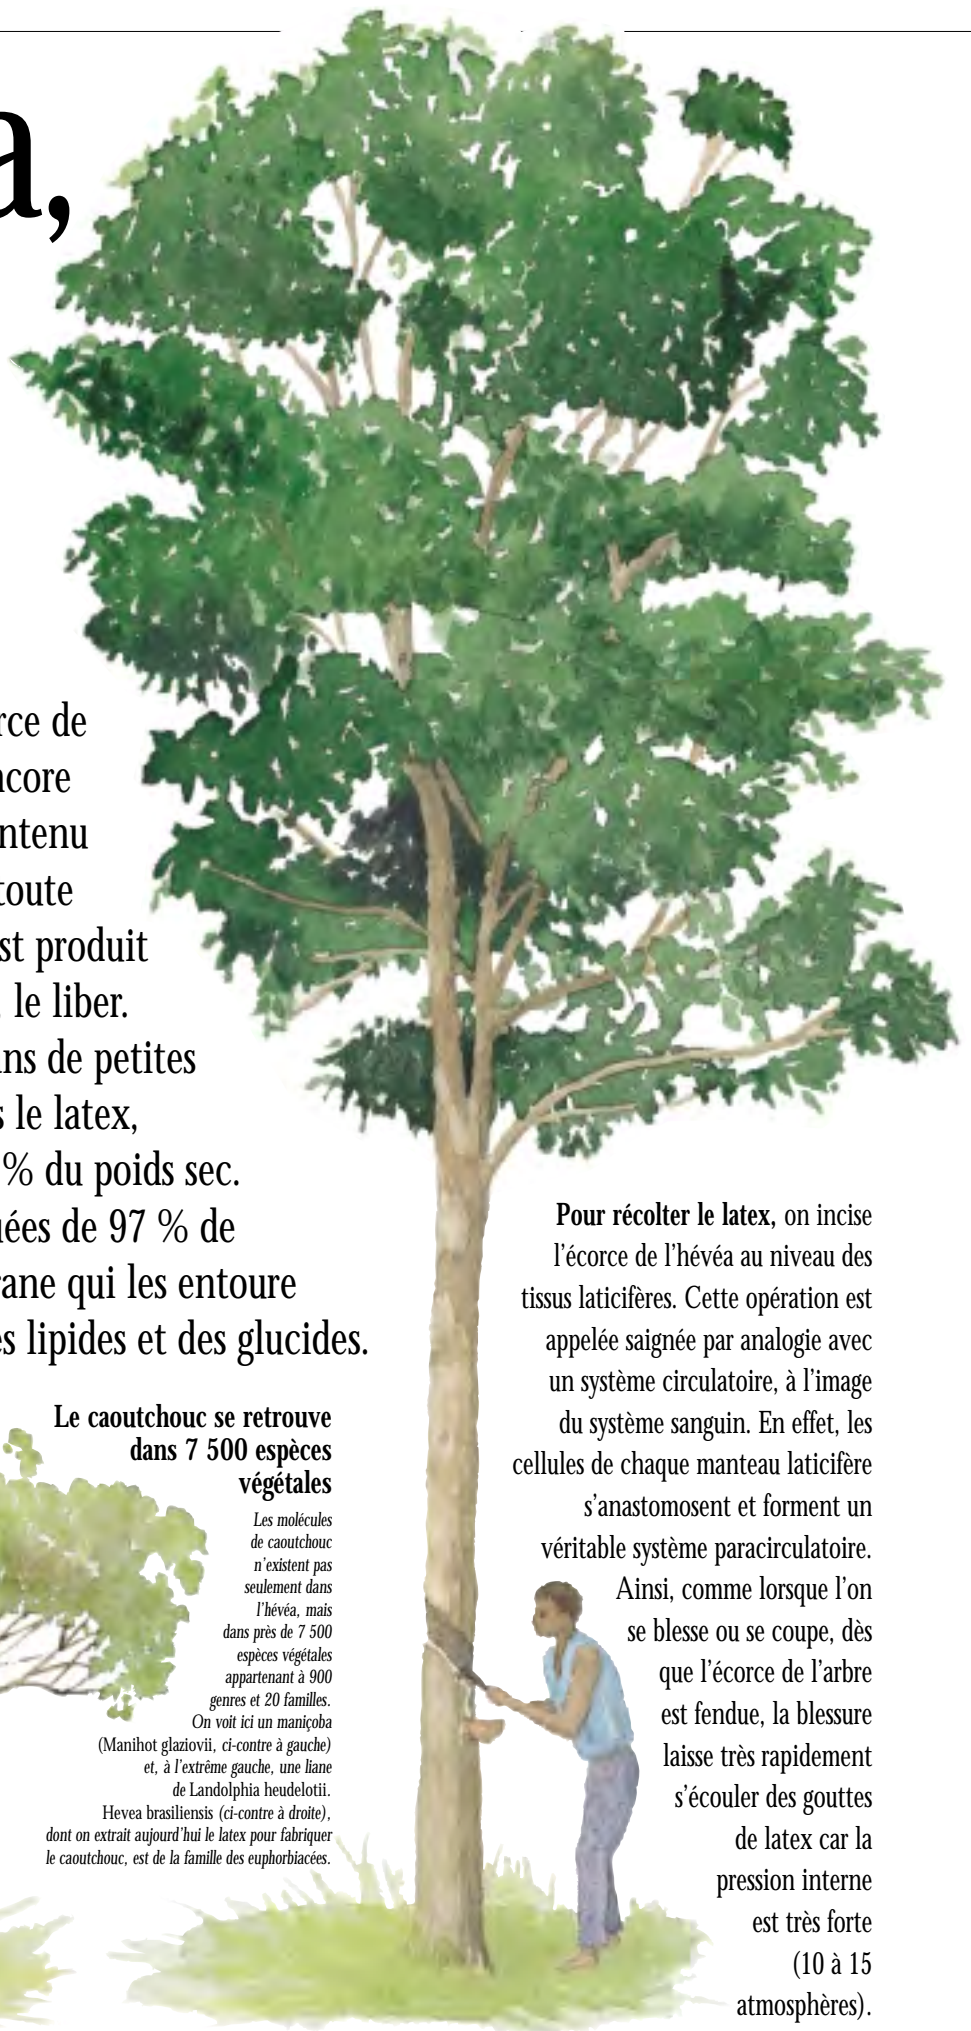 a,
rce de
ncore
ntenu
toute
st produit
le liber.
ns de petites
s le latex,
% du poids sec.
uées de 97 % de
rane qui les entoure
es lipides et des glucides.
Le caoutchouc se retrouve
dans 7 500 espèces
végétales
Les molécules
de caoutchouc
n’existent pas
seulement dans
l’hévéa, mais
dans près de 7 500
espèces végétales
appartenant à 900
genres et 20 familles.
On voit ici un maniçoba
(Manihot glaziovii, ci-contre à gauche)
et, à l’extrême gauche, une liane
de Landolphia heudelotii.
Hevea brasiliensis (ci-contre à droite),
dont on extrait aujourd’hui le latex pour fabriquer
le caoutchouc, est de la famille des euphorbiacées.
Pour récolter le latex, on incise
l’écorce de l’hévéa au niveau des
tissus laticifères. Cette opération est
appelée saignée par analogie avec
un système circulatoire, à l’image
du système sanguin. En effet, les
cellules de chaque manteau laticifère
s’anastomosent et forment un
véritable système paracirculatoire.
Ainsi, comme lorsque l’on
se blesse ou se coupe, dès
que l’écorce de l’arbre
est fendue, la blessure
laisse très rapidement
s’écouler des gouttes
de latex car la
pression interne
est très forte
(10 à 15
atmosphères).